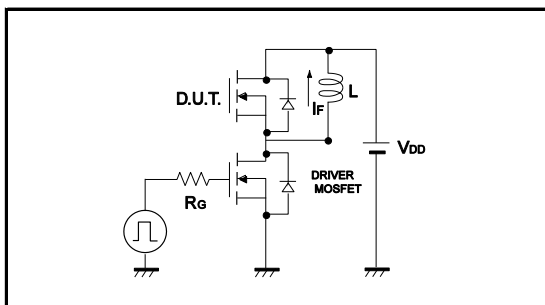 D.U.T.
IF
L
VDD
DRIVER
MOSFET
RG